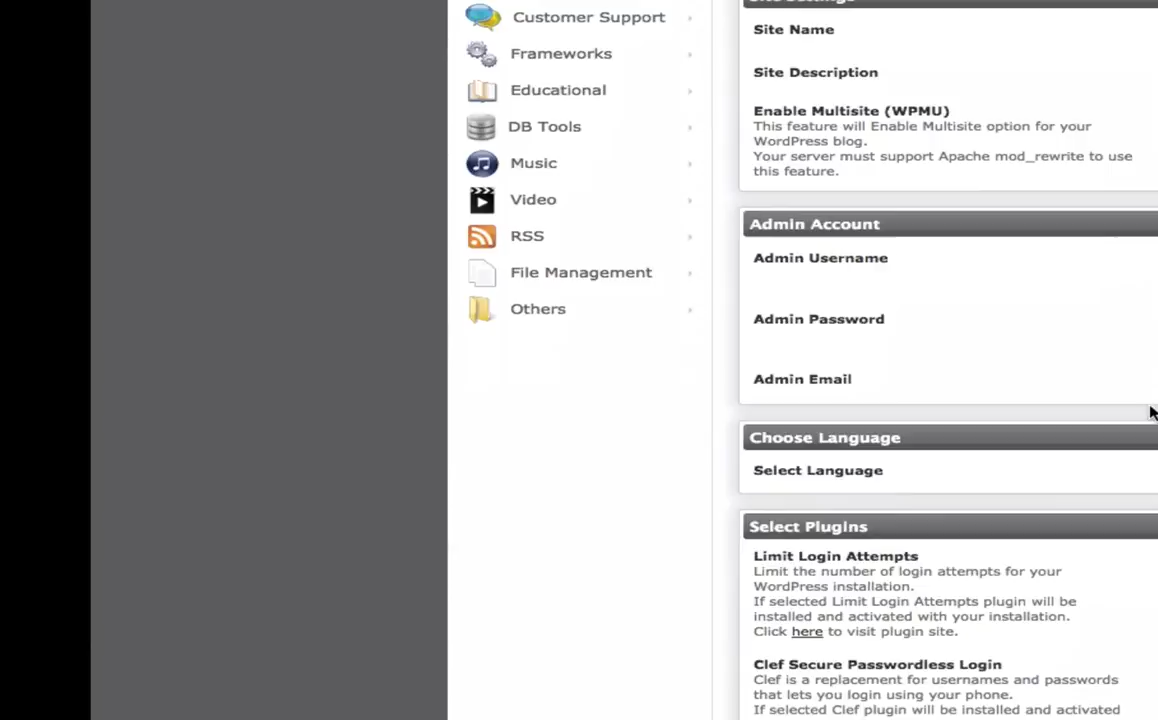 Customer Support
Frameworks
Educational
DB Tools
Music
Video
RSS
File Management
Others
Site Settings
Site Name
Site Description
Enable Multisite (WPMU)
This feature will Enable Multisite option for your
WordPress blog.
Your server must support Apache mod_rewrite to use
this feature.
Admin Account
Admin Username
Admin Password
Admin Email
Choose Language
Select Language
Select Plugins
Limit Login Attempts
Limit the number of login attempts for your
WordPress installation.
If selected Limit Login Attempts plugin will be
installed and activated with your installation.
Click here to visit plugin site.
Clef Secure Passwordless Login
Clef is a replacement for usernames and passwords
that lets you login using your phone.
If selected Clef plugin will be installed and activated